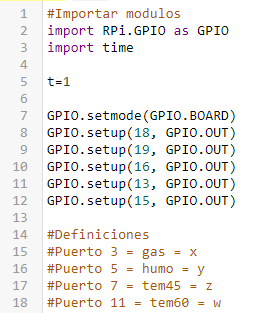 1 #Importar modulos
2 import RPi.GPIO as GPIO
3 import time
4
5 t=1
6
7 GPIO.setmode(GPIO.BOARD)
8 GPIO.setup(18, GPIO.OUT)
9 GPIO.setup(19, GPIO.OUT)
10 GPIO.setup(16, GPIO.OUT)
11 GPIO.setup(13, GPIO.OUT)
12 GPIO.setup(15, GPIO.OUT)
13
14 #Definiciones
15 #Puerto 3 = gas = x
16 #Puerto 5 = humo = y
17 #Puerto 7 = tem45 = z
18 #Puerto 11 = tem60 = w